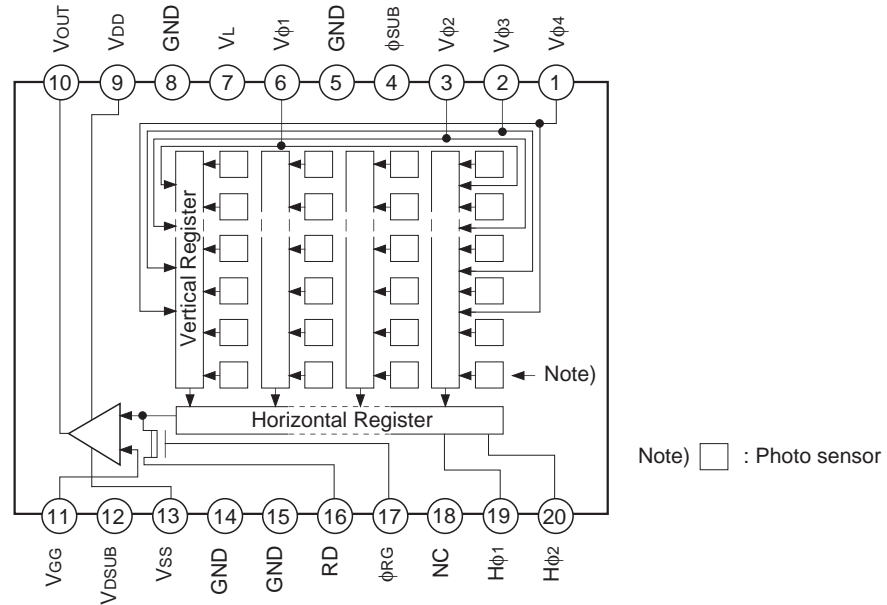 VOUT
VDD
GND
VL
Vφ1
GND
φSUB
Vφ2
Vφ3
Vφ4
10
9
8
7
6
5
4
3
2
1
Vertical Register
Note)
Horizontal Register
Note) : Photo sensor
11
12
13
14
15
16
17
18
19
20
VGG
VDSUB
VSS
GND
GND
RD
φRG
NC
Hφ1
Hφ2